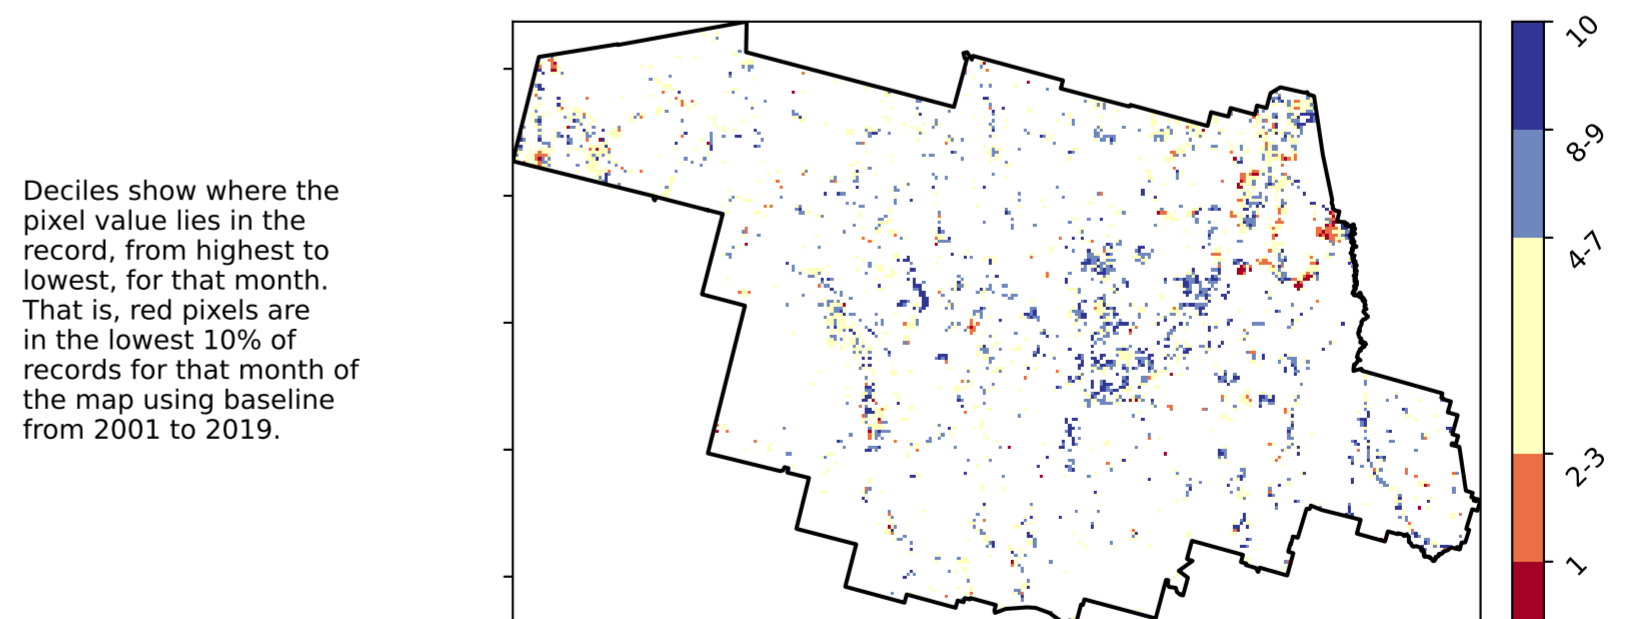 Deciles show where the
pixel value lies in the
record, from highest to
lowest, for that month.
That is, red pixels are
in the lowest 10% of
records for that month of
the map using baseline
from 2001 to 2019.
10
8-9
4-7
2-3
1